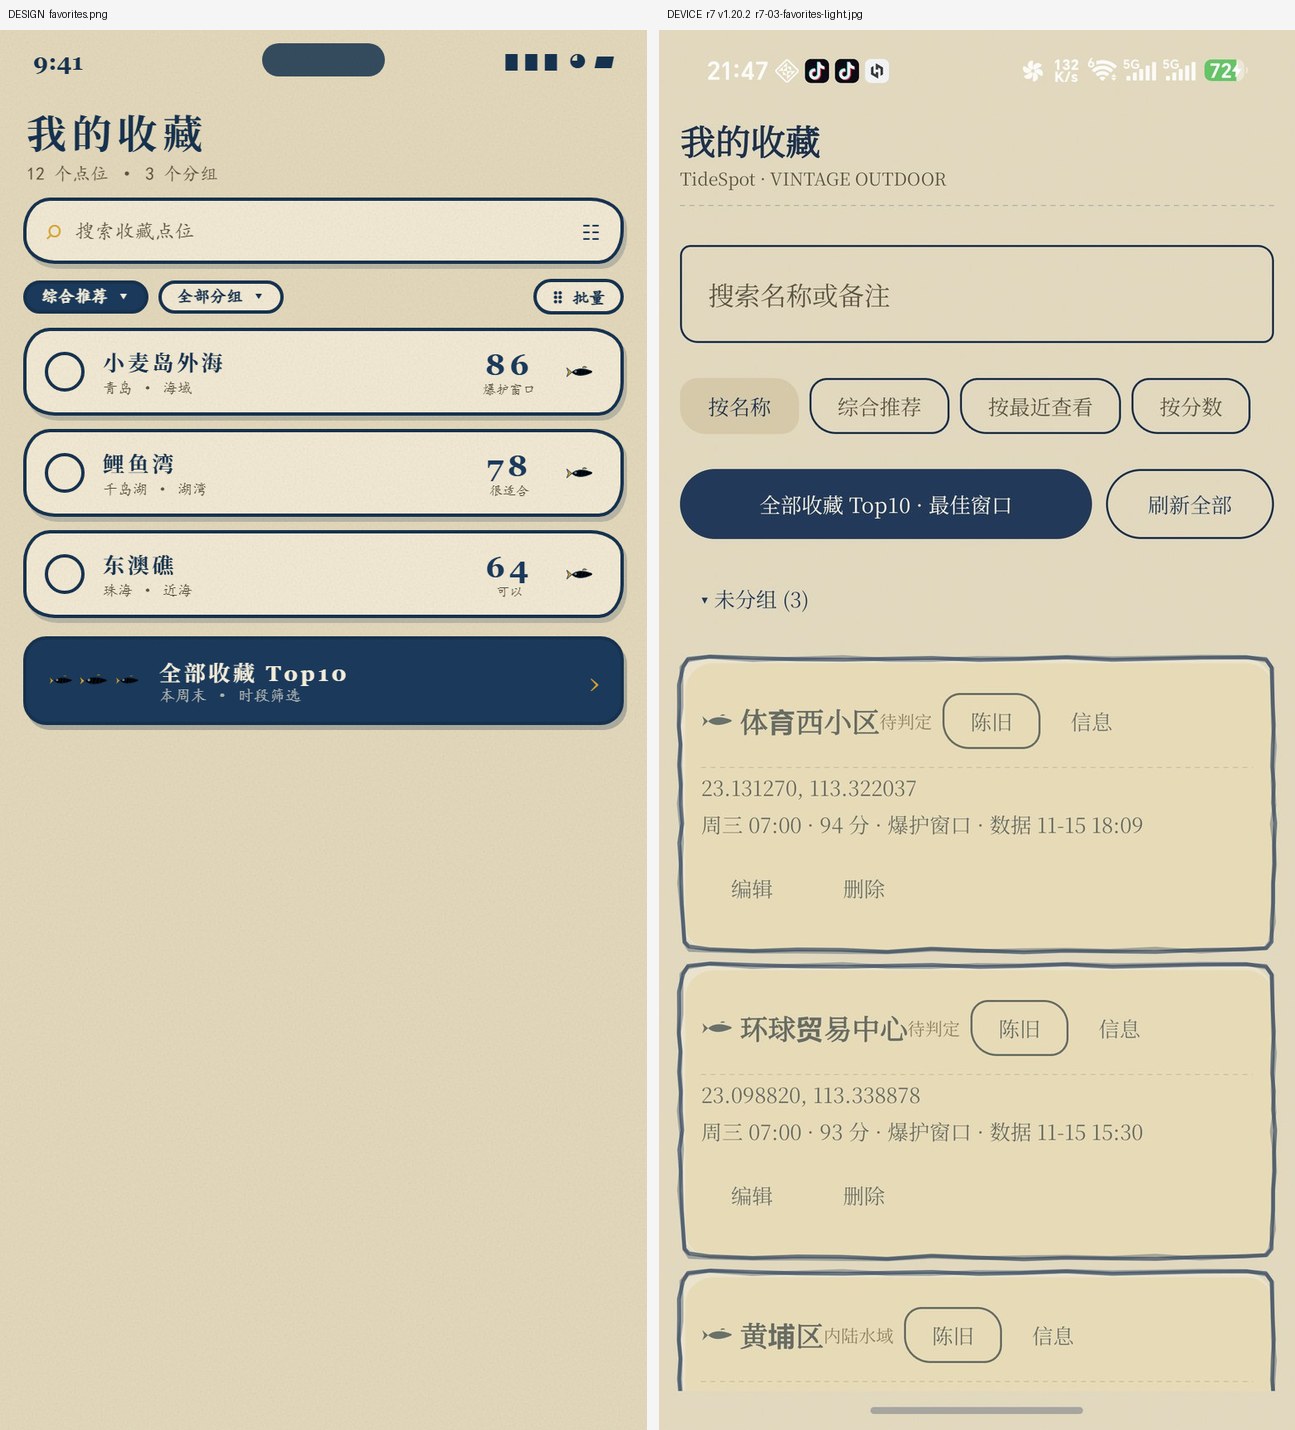 DESIGN favorites.png
9:41
我的收藏
12 个点位 • 3 个分组
搜索收藏点位
综合推荐 ▼
全部分组 ▼
批量
小麦岛外海
青岛 • 海域
86
爆护窗口
鲤鱼湾
千岛湖 • 湖湾
78
很适合
东澳礁
珠海 • 近海
64
可以
全部收藏 Top10
本周末 • 时段筛选
DEVICE r7 v1.20.2 r7-03-favorites-light.jpg
21:47
132 K/s
6
5G
5G
72
我的收藏
TideSpot · VINTAGE OUTDOOR
搜索名称或备注
按名称
综合推荐
按最近查看
按分数
全部收藏 Top10 · 最佳窗口
刷新全部
▾ 未分组 (3)
体育西小区待判定
陈旧
信息
23.131270, 113.322037
周三 07:00 · 94 分 · 爆护窗口 · 数据 11-15 18:09
编辑
删除
环球贸易中心待判定
陈旧
信息
23.098820, 113.338878
周三 07:00 · 93 分 · 爆护窗口 · 数据 11-15 15:30
编辑
删除
黄埔区内陆水域
陈旧
信息